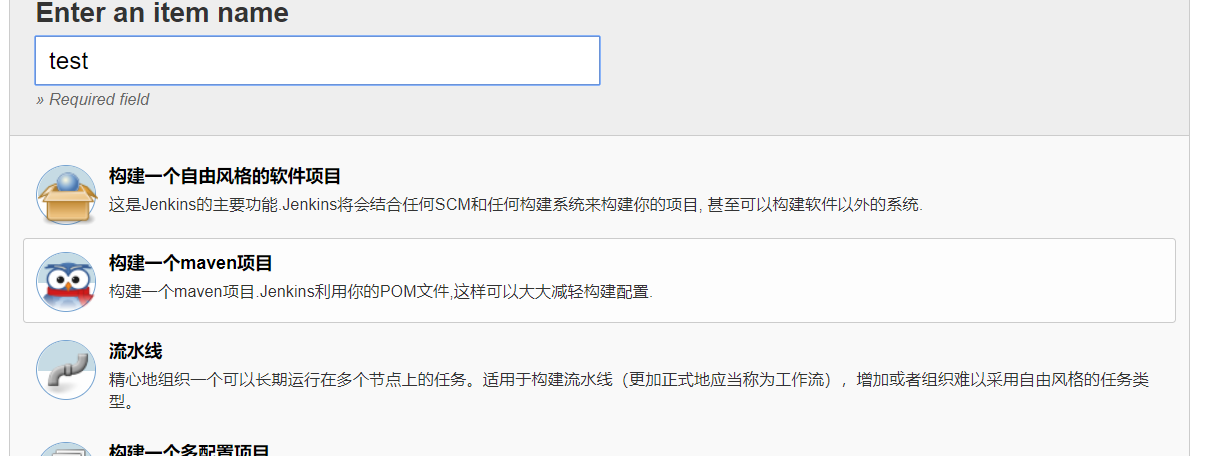 Enter an item name
test
» Required field
构建一个自由风格的软件项目
这是Jenkins的主要功能.Jenkins将会结合任何SCM和任何构建系统来构建你的项目, 甚至可以构建软件以外的系统.
构建一个maven项目
构建一个maven项目.Jenkins利用你的POM文件,这样可以大大减轻构建配置.
流水线
精心地组织一个可以长期运行在多个节点上的任务。适用于构建流水线（更加正式地应当称为工作流），增加或者组织难以采用自由风格的任务类
型。
构建一个多配置项目